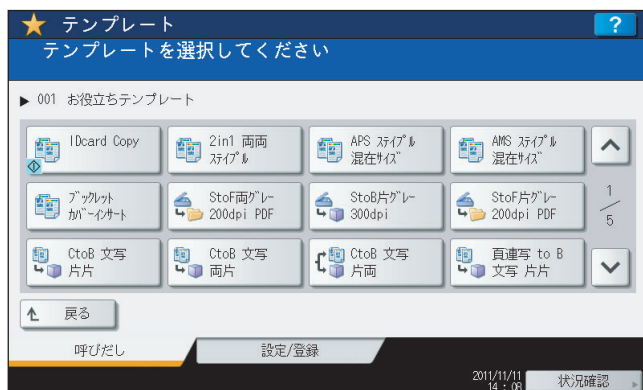 テンプレート
?
テンプレートを選択してください
▶ 001 お役立ちテンプレート
IDcard Copy
2in1 両両
ｽﾃｲﾌﾟﾙ
APS ｽﾃｲﾌﾟﾙ
混在ｻｲｽﾞ
AMS ｽﾃｲﾌﾟﾙ
混在ｻｲｽﾞ
ﾌﾞｯｸﾚｯﾄ
ｶﾊﾞｰｲﾝｻｰﾄ
StoF両ｸﾞﾚｰ
200dpi PDF
StoB片ｸﾞﾚｰ
300dpi
StoF片ｸﾞﾚｰ
200dpi PDF
1/5
CtoB 文写
片片
CtoB 文写
両片
CtoB 文写
片両
頁連写 to B
文写 片片
戻る
呼びだし
設定/登録
2011/11/11
14：03
状況確認